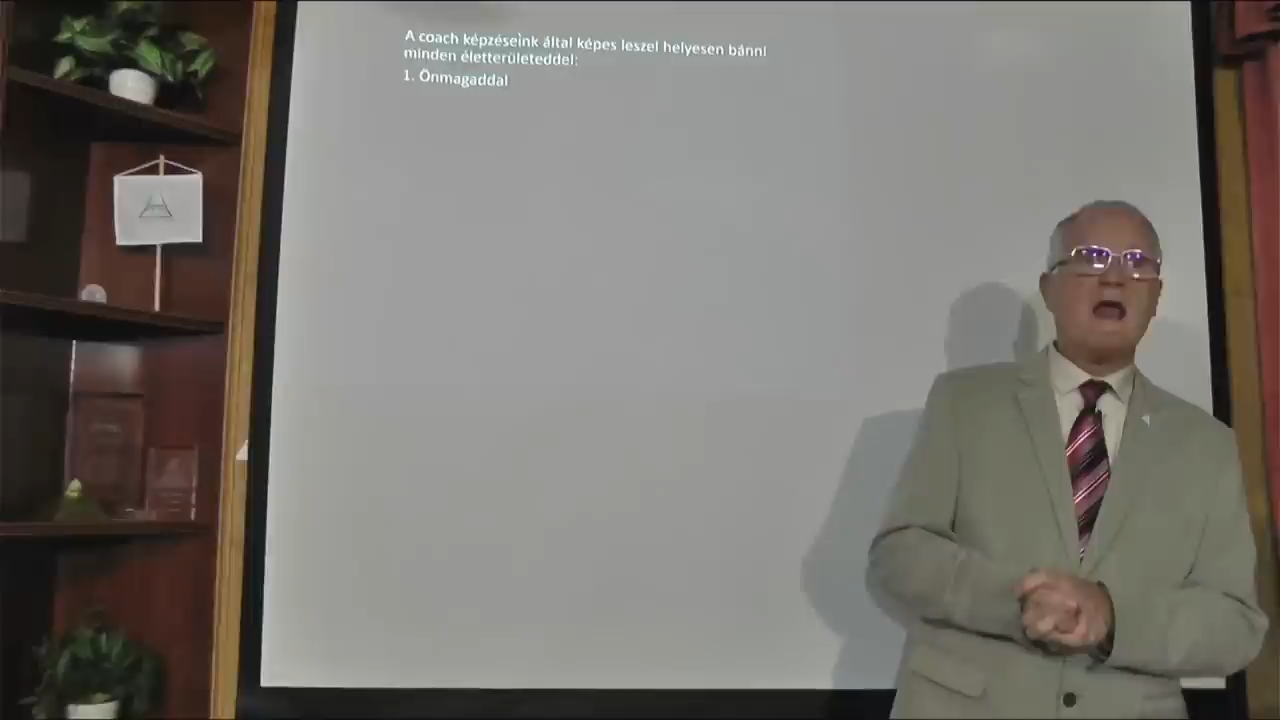 A coach képzéseink által képes leszel helyesen bánni
minden életterületeddel:
1. Önmagaddal